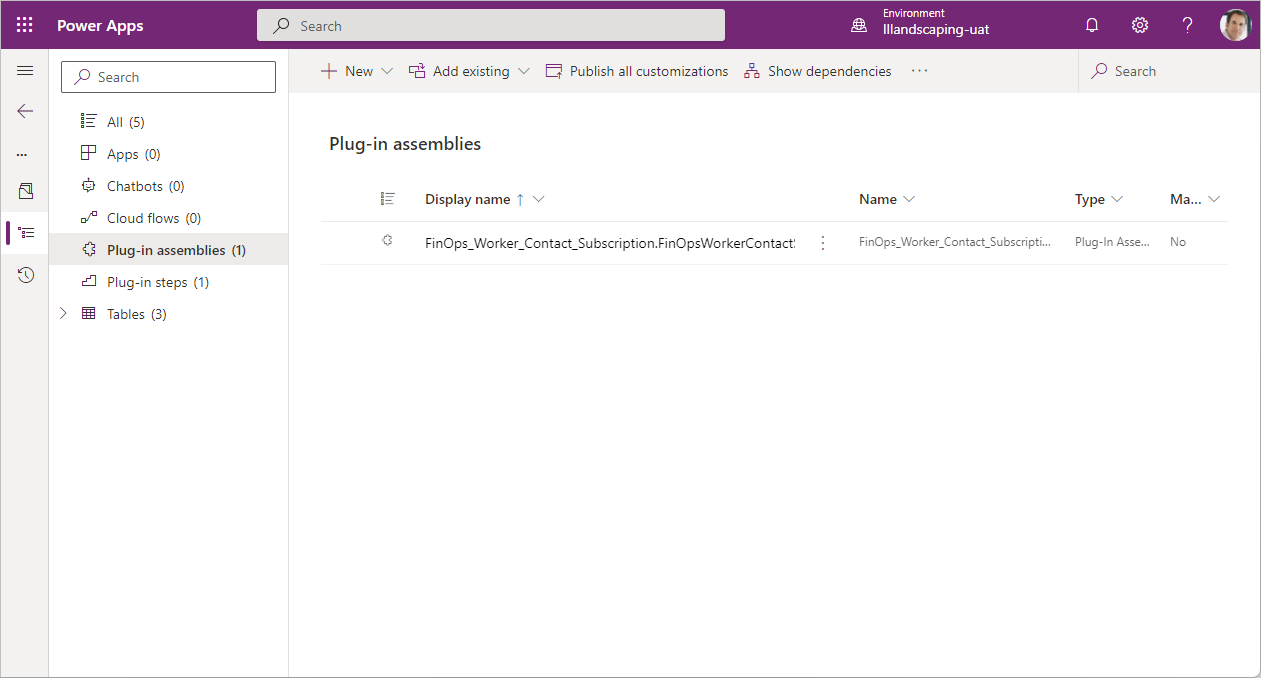 Power Apps
Search
Environment
lllandscaping-uat
Search
All (5)
Apps (0)
Chatbots (0)
Cloud flows (0)
Plug-in assemblies (1)
Plug-in steps (1)
Tables (3)
New
Add existing
Publish all customizations
Show dependencies
...
Search
Plug-in assemblies
Display name ↑
Name
Type
Ma...
FinOps_Worker_Contact_Subscription.FinOpsWorkerContact
FinOps_Worker_Contact_Subscripti...
Plug-In Asse...
No